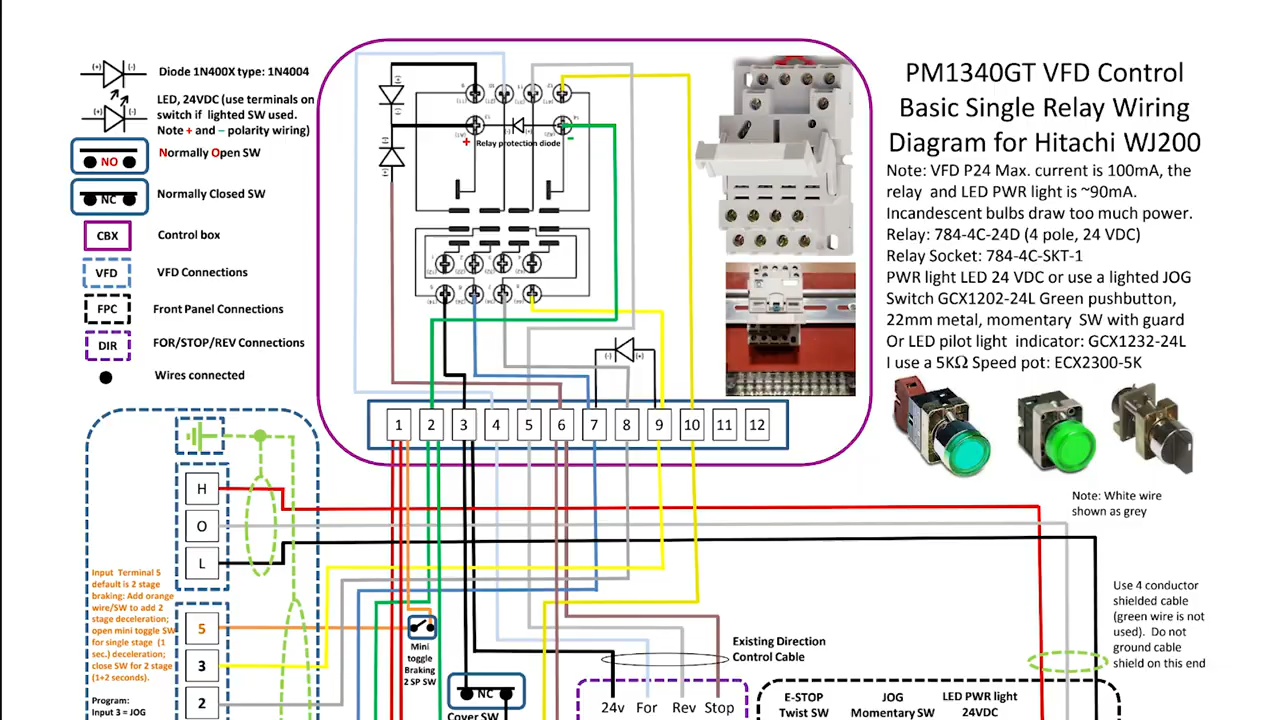 PM1340GT VFD Control
Basic Single Relay Wiring
Diagram for Hitachi WJ200
Note: VFD P24 Max. current is 100mA, the
relay and LED PWR light is ~90mA.
Incandescent bulbs draw too much power.
Relay: 784-4C-24D (4 pole, 24 VDC)
Relay Socket: 784-4C-SKT-1
PWR light LED 24 VDC or use a lighted JOG
Switch GCX1202-24L Green pushbutton,
22mm metal, momentary SW with guard
Or LED pilot light indicator: GCX1232-24L
I use a 5KΩ Speed pot: ECX2300-5K
Diode 1N400X type: 1N4004
LED, 24VDC (use terminals on
switch if lighted SW used.
Note + and – polarity wiring)
NO
Normally Open SW
NC
Normally Closed SW
CBX
Control box
VFD
VFD Connections
FPC
Front Panel Connections
DIR
FOR/STOP/REV Connections
Wires connected
+
Relay protection diode
–
1 2 3 4 5 6 7 8 9 10 11 12
H
O
L
5
3
2
Input Terminal 5
default is 2 stage
braking: Add orange
wire/SW to add 2
stage deceleration;
open mini toggle SW
for single stage (1
sec.) deceleration;
close SW for 2 stage
(1+2 seconds).
Program:
Input 3 = JOG
Mini
toggle
Braking
2 SP SW
NC
Cover SW
Existing Direction
Control Cable
24v For Rev Stop
E-STOP
Twist SW
JOG
Momentary SW
LED PWR light
24VDC
Note: White wire
shown as grey
Use 4 conductor
shielded cable
(green wire is not
used). Do not
ground cable
shield on this end